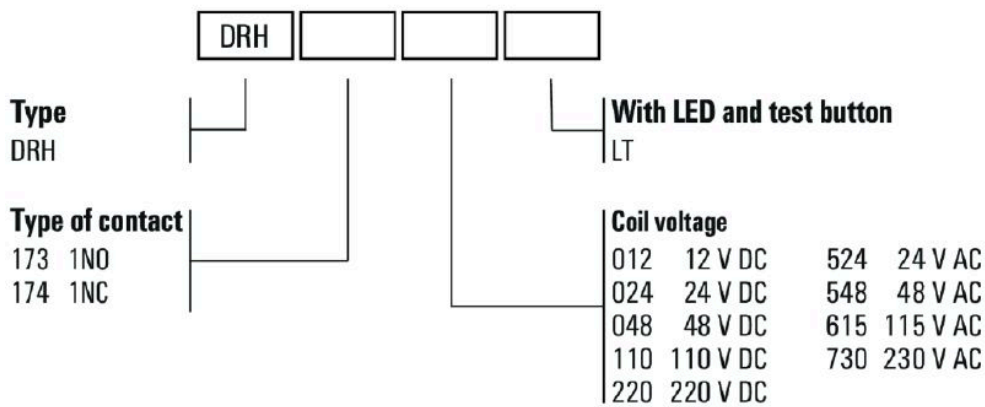 DRH
Type
DRH
With LED and test button
LT
Type of contact
173 1NO
174 1NC
Coil voltage
012 12 V DC 524 24 V AC
024 24 V DC 548 48 V AC
048 48 V DC 615 115 V AC
110 110 V DC 730 230 V AC
220 220 V DC